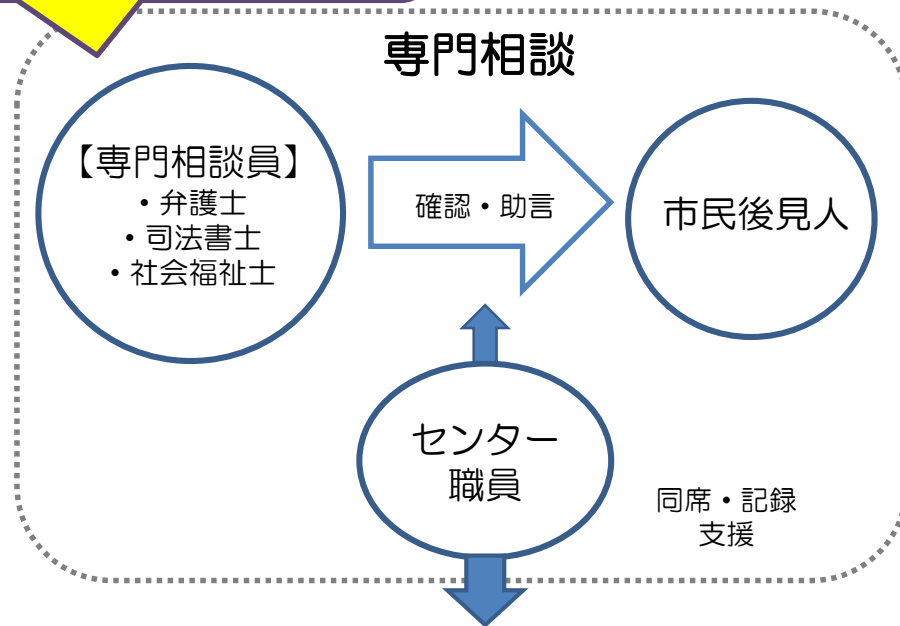 専門相談
【専門相談員】
・弁護士
・司法書士
・社会福祉士
確認・助言
市民後見人
センター
職員
同席・記録
支援